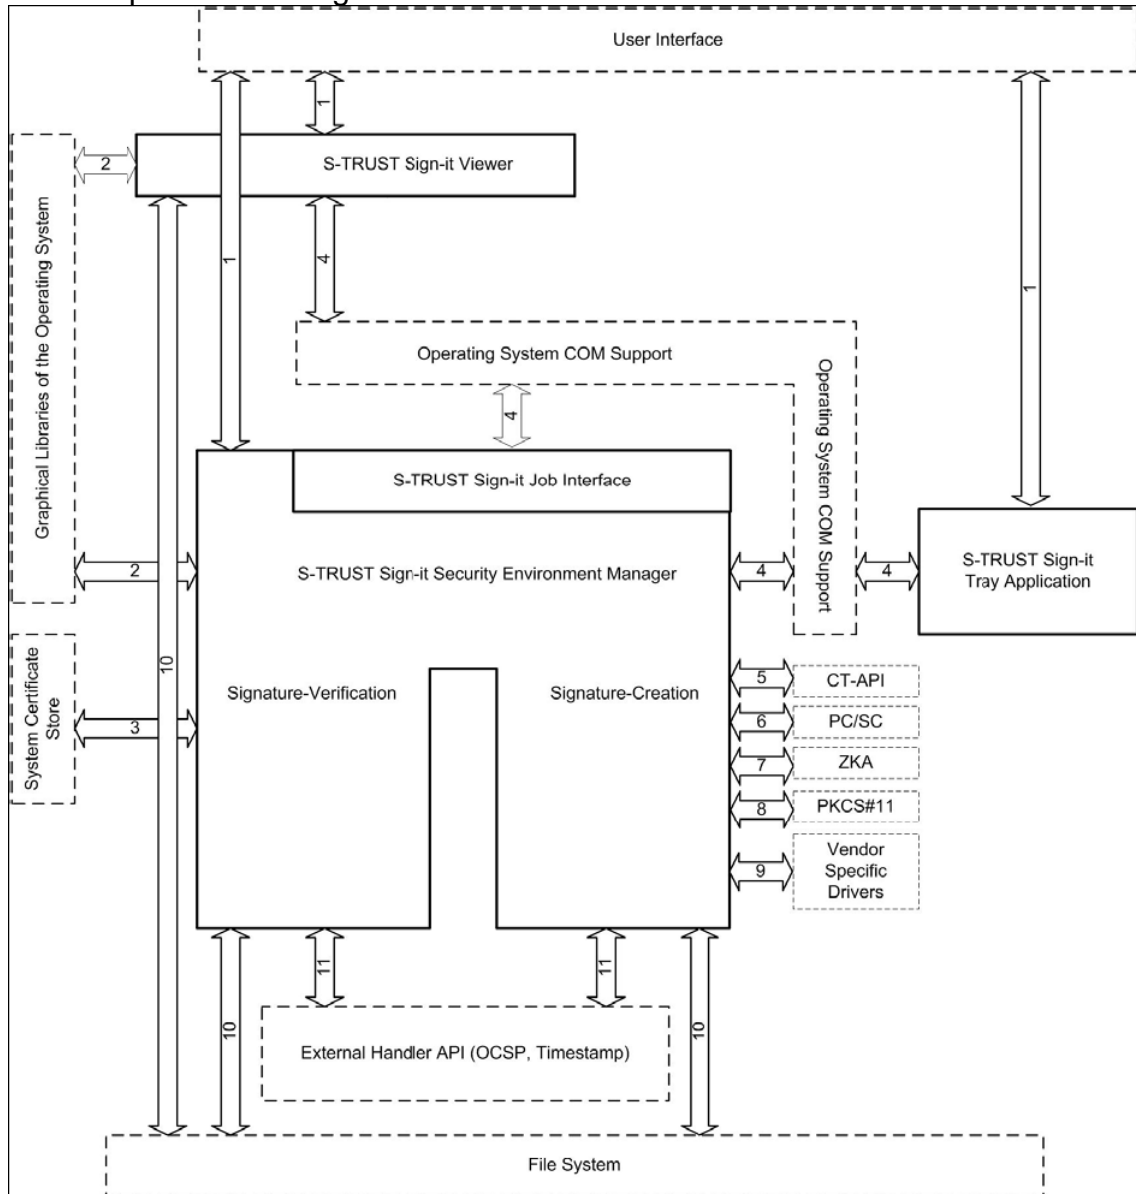 User Interface
1
S-TRUST Sign-it Viewer
2
1
4
1
Graphical Libraries of the Operating System
Operating System COM Support
Operating System COM Support
4
S-TRUST Sign-it Job Interface
2
S-TRUST Sign-it Security Environment Manager
4
4
S-TRUST Sign-it
Tray Application
10
System Certificate
Store
3
Signature-Verification
Signature-Creation
5
CT-API
6
PC/SC
7
ZKA
8
PKCS#11
9
Vendor
Specific
Drivers
11
11
10
10
External Handler API (OCSP, Timestamp)
File System